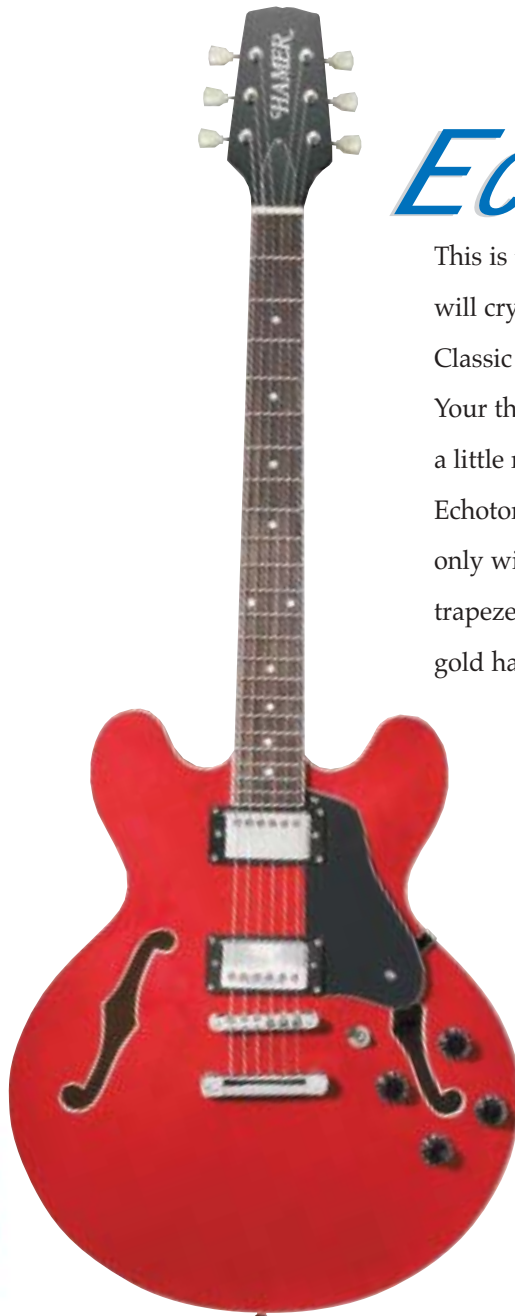 HAMER
Ec
This is
will cry
Classic
Your th
a little r
Echoton
only wi
trapeze
gold ha